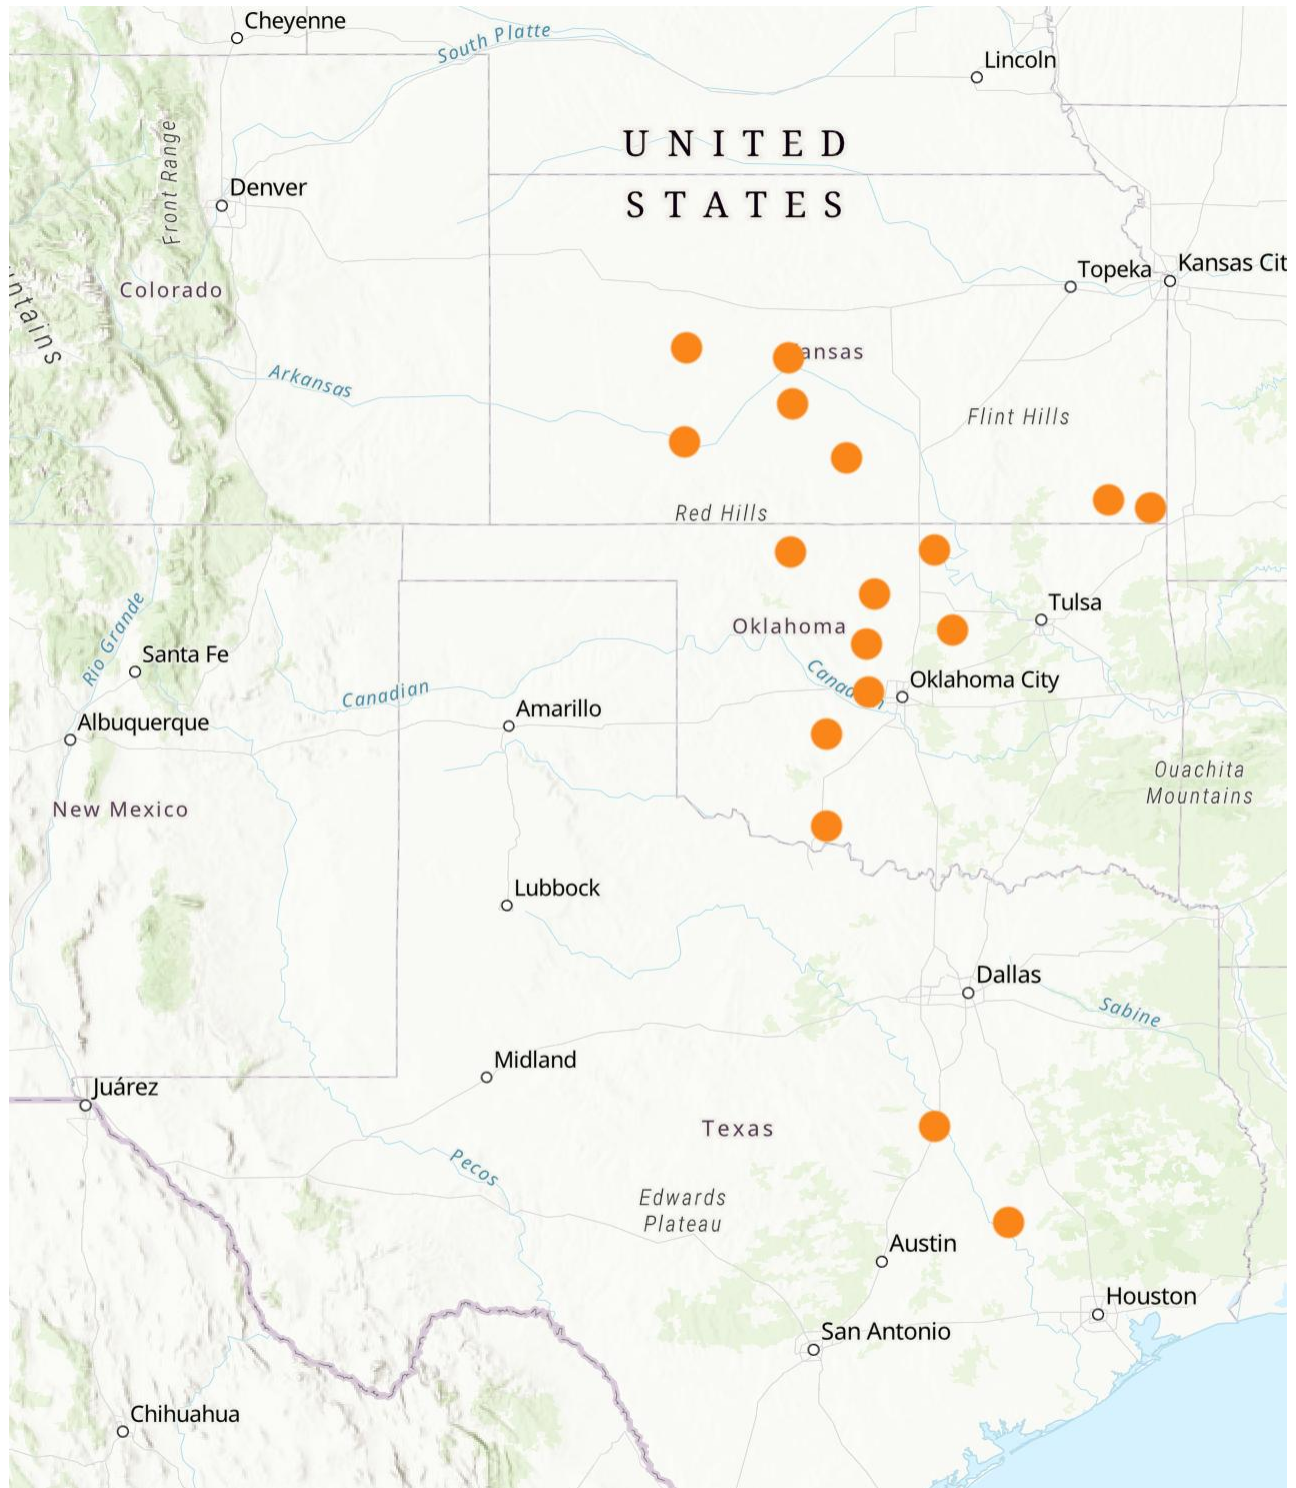 Cheyenne
South Platte
Lincoln
UNITED
STATES
Front Range
Denver
Topeka
Kansas Cit
Colorado
untains
ansas
Arkansas
Flint Hills
Red Hills
Rio Grande
Tulsa
Oklahoma
Santa Fe
Canadian
Oklahoma City
Canad
Amarillo
Albuquerque
Ouachita
Mountains
New Mexico
Lubbock
Dallas
Sabine
Midland
Juárez
Texas
Pecos
Edwards
Plateau
Austin
Houston
San Antonio
Chihuahua